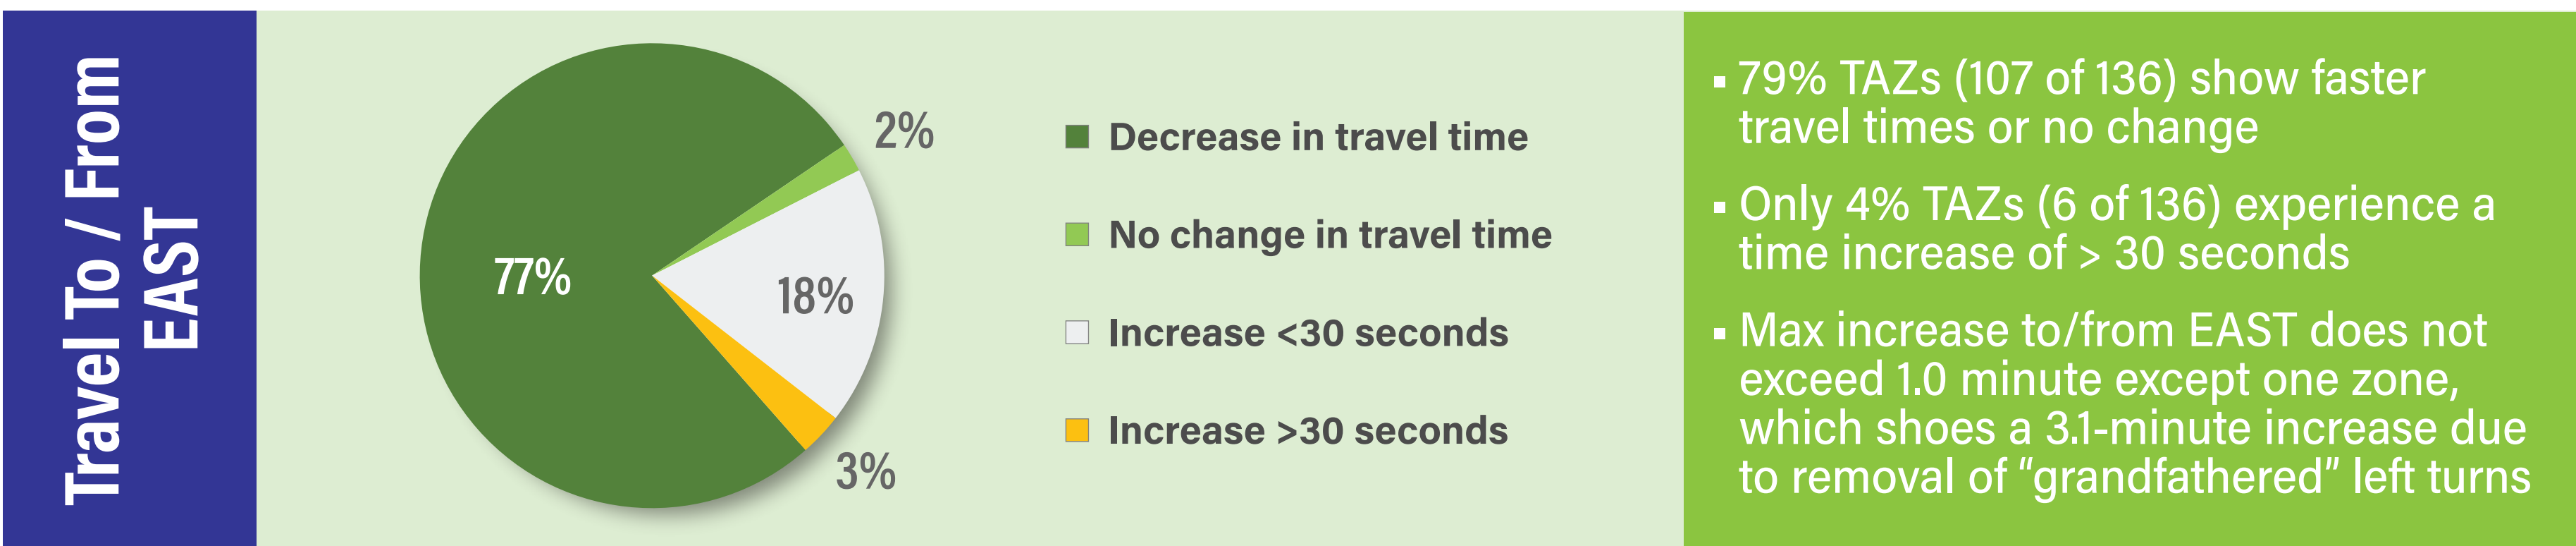 Travel To / From
EAST
77%
2%
18%
3%
Decrease in travel time
No change in travel time
Increase <30 seconds
Increase >30 seconds
▪ 79% TAZs (107 of 136) show faster
travel times or no change
▪ Only 4% TAZs (6 of 136) experience a
time increase of > 30 seconds
▪ Max increase to/from EAST does not
exceed 1.0 minute except one zone,
which shoes a 3.1-minute increase due
to removal of “grandfathered” left turns